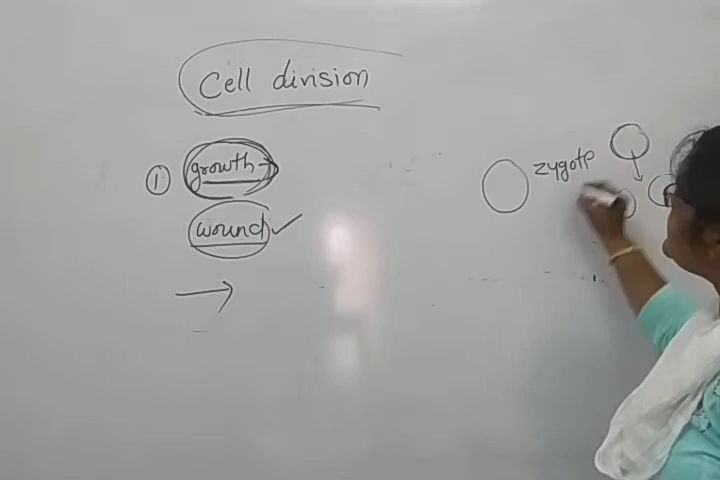 Cell division
① growth →
wound ✓
→
zygote